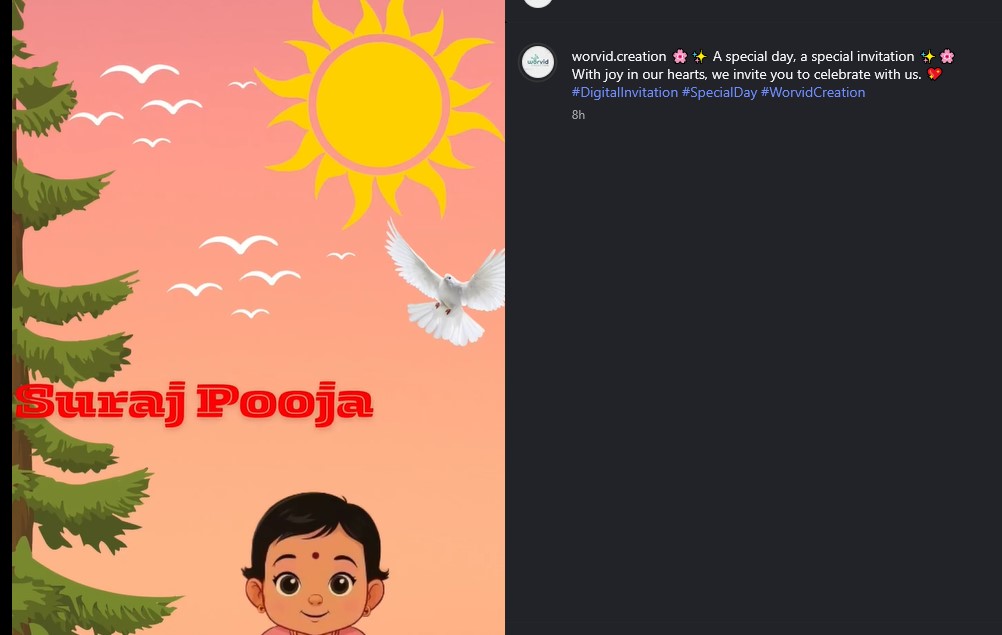 Suraj Pooja
worvid
worvid.creation 🌸 ✨ A special day, a special invitation ✨ 🌸
With joy in our hearts, we invite you to celebrate with us. 💖
#DigitalInvitation #SpecialDay #WorvidCreation
8h